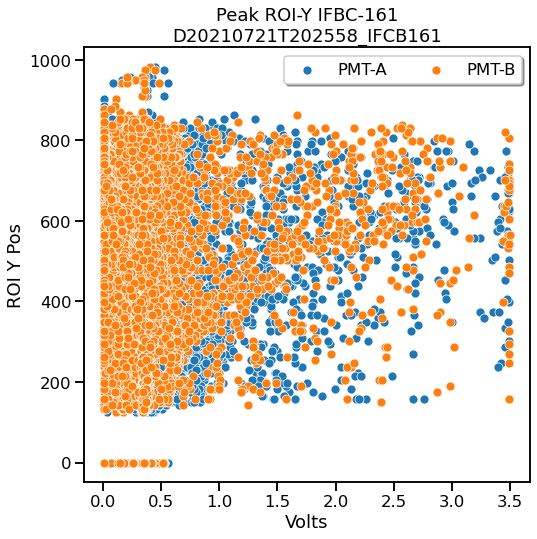 Peak ROI-Y IFBC-161
D20210721T202558_IFCB161
PMT-A PMT-B
1000
800
600
400
200
0
ROI Y Pos
0.0 0.5 1.0 1.5 2.0 2.5 3.0 3.5
Volts